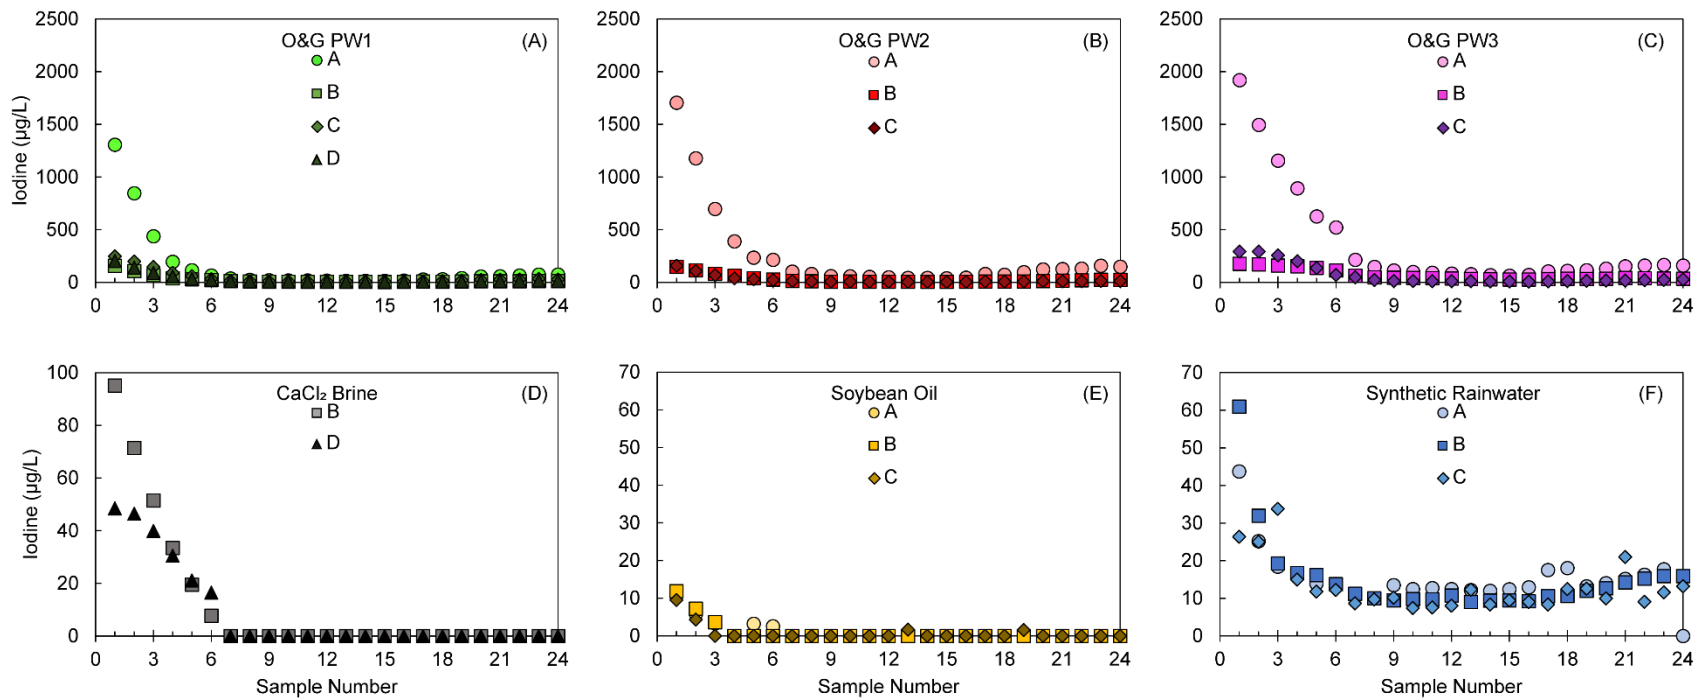 2500
2000
1500
1000
500
0
Iodine (µg/L)
O&G PW1
(A)
A
B
C
D
0 3 6 9 12 15 18 21 24
2500
2000
1500
1000
500
0
O&G PW2
(B)
A
B
C
0 3 6 9 12 15 18 21 24
2500
2000
1500
1000
500
0
O&G PW3
(C)
A
B
C
0 3 6 9 12 15 18 21 24
100
80
60
40
20
0
Iodine (µg/L)
CaCl₂ Brine
(D)
B
D
0 3 6 9 12 15 18 21 24
Sample Number
70
60
50
40
30
20
10
0
Soybean Oil
(E)
A
B
C
0 3 6 9 12 15 18 21 24
Sample Number
70
60
50
40
30
20
10
0
Synthetic Rainwater
(F)
A
B
C
0 3 6 9 12 15 18 21 24
Sample Number